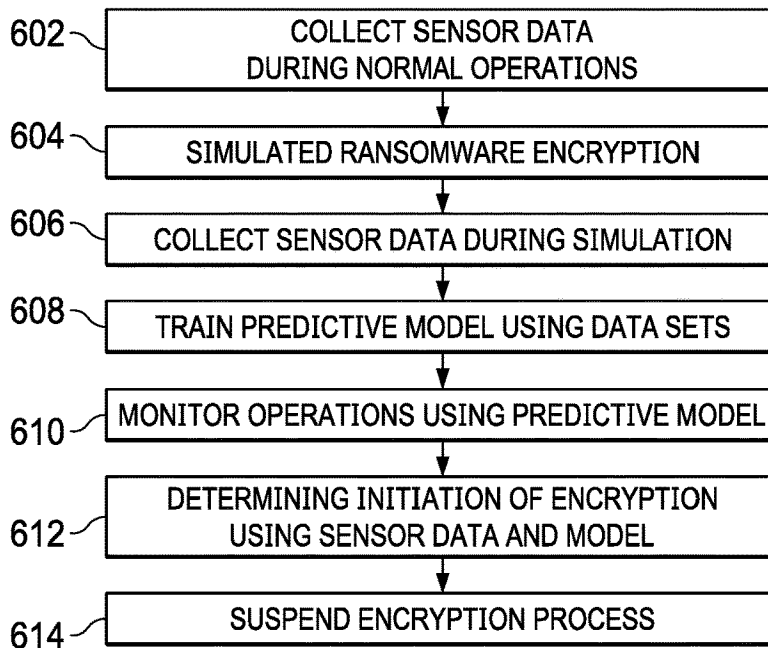 602
COLLECT SENSOR DATA
DURING NORMAL OPERATIONS
604
SIMULATED RANSOMWARE ENCRYPTION
606
COLLECT SENSOR DATA DURING SIMULATION
608
TRAIN PREDICTIVE MODEL USING DATA SETS
610
MONITOR OPERATIONS USING PREDICTIVE MODEL
612
DETERMINING INITIATION OF ENCRYPTION
USING SENSOR DATA AND MODEL
614
SUSPEND ENCRYPTION PROCESS